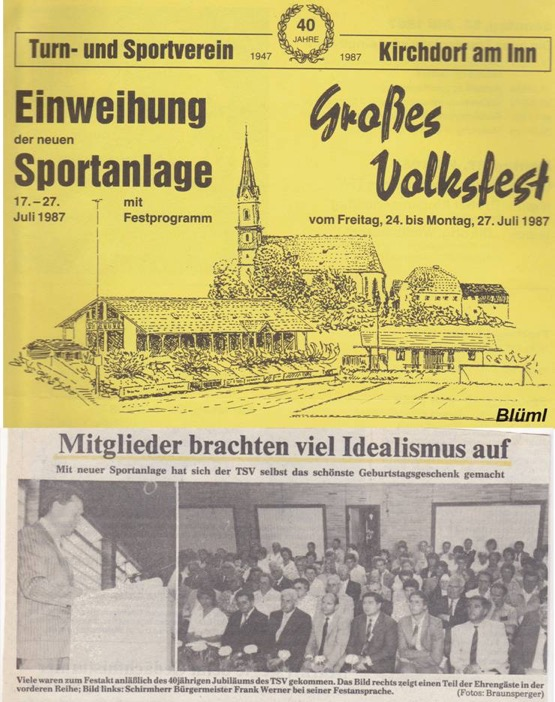 40
JAHRE
Turn- und Sportverein 1947 1987 Kirchdorf am Inn
Einweihung
der neuen
Sportanlage
17. – 27. mit
Juli 1987 Festprogramm
Großes
Volksfest
vom Freitag, 24. bis Montag, 27. Juli 1987
Blüml
Mitglieder brachten viel Idealismus auf
Mit neuer Sportanlage hat sich der TSV selbst das schönste Geburtstagsgeschenk gemacht
Viele waren zum Festakt anläßlich des 40jährigen Jubiläums des TSV gekommen. Das Bild rechts zeigt einen Teil der Ehrengäste in der
vorderen Reihe; Bild links: Schirmherr Bürgermeister Frank Werner bei seiner Festansprache. (Fotos: Braunsperger)